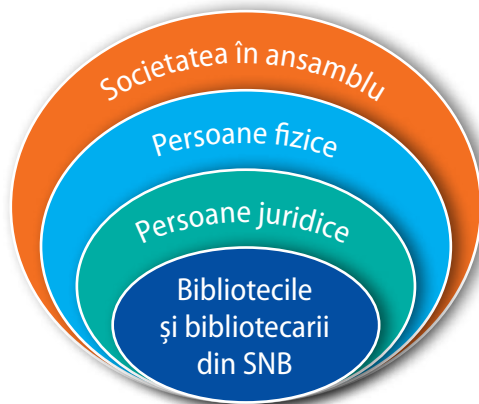 Societatea în ansamblu
Persoane fizice
Persoane juridice
Bibliotecile
și bibliotecarii
din SNB